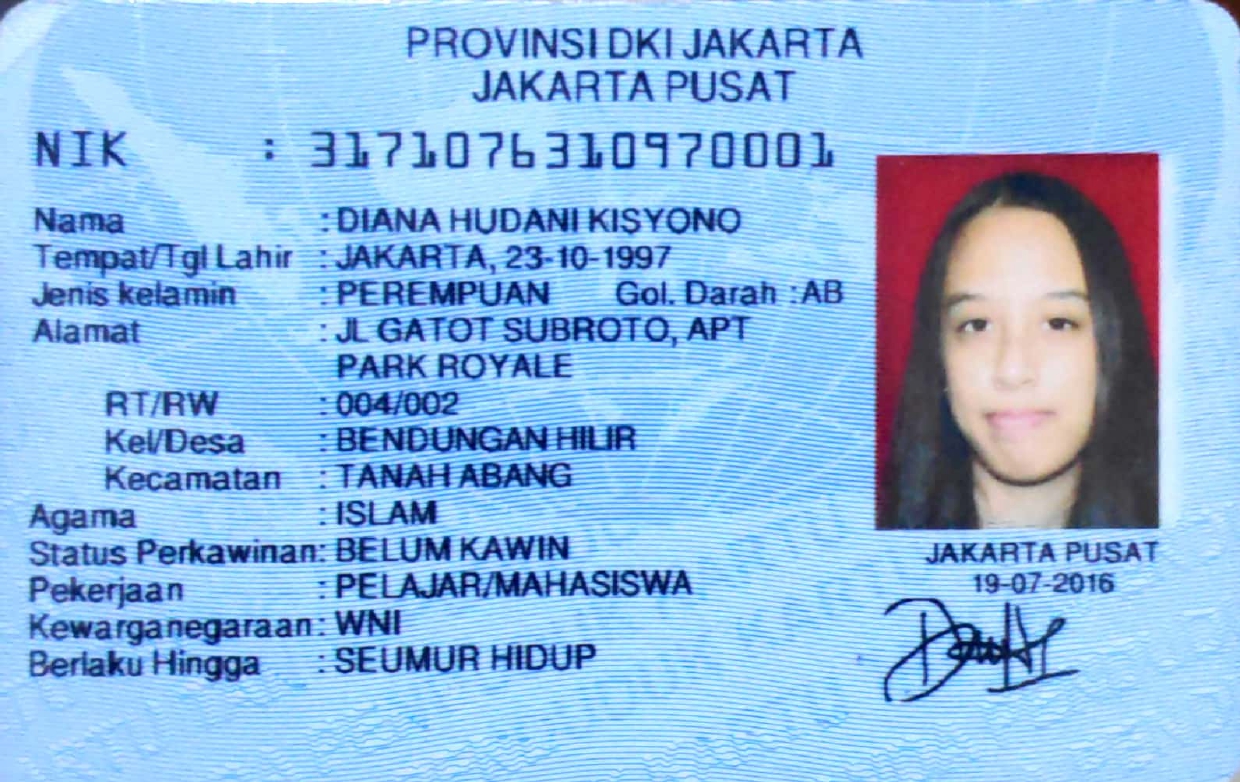 PROVINSI DKI JAKARTA
JAKARTA PUSAT
NIK : 3171076310970001
Nama : DIANA HUDANI KISYONO
Tempat/Tgl Lahir : JAKARTA, 23-10-1997
Jenis kelamin : PEREMPUAN Gol. Darah : AB
Alamat : JL GATOT SUBROTO, APT
PARK ROYALE
RT/RW : 004/002
Kel/Desa : BENDUNGAN HILIR
Kecamatan : TANAH ABANG
Agama : ISLAM
Status Perkawinan: BELUM KAWIN
Pekerjaan : PELAJAR/MAHASISWA
Kewarganegaraan: WNI
Berlaku Hingga : SEUMUR HIDUP
JAKARTA PUSAT
19-07-2016